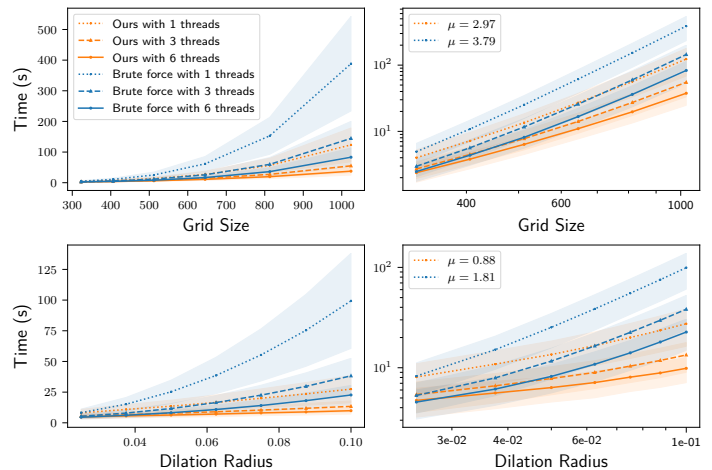 500
400
300
200
100
0
Time (s)
300 400 500 600 700 800 900 1000
Grid Size
Ours with 1 threads
Ours with 3 threads
Ours with 6 threads
Brute force with 1 threads
Brute force with 3 threads
Brute force with 6 threads
10²
10¹
400 600 1000
Grid Size
μ = 2.97
μ = 3.79
125
100
75
50
25
0
Time (s)
0.04 0.06 0.08 0.10
Dilation Radius
10²
10¹
3e-02 4e-02 6e-02 1e-01
Dilation Radius
μ = 0.88
μ = 1.81